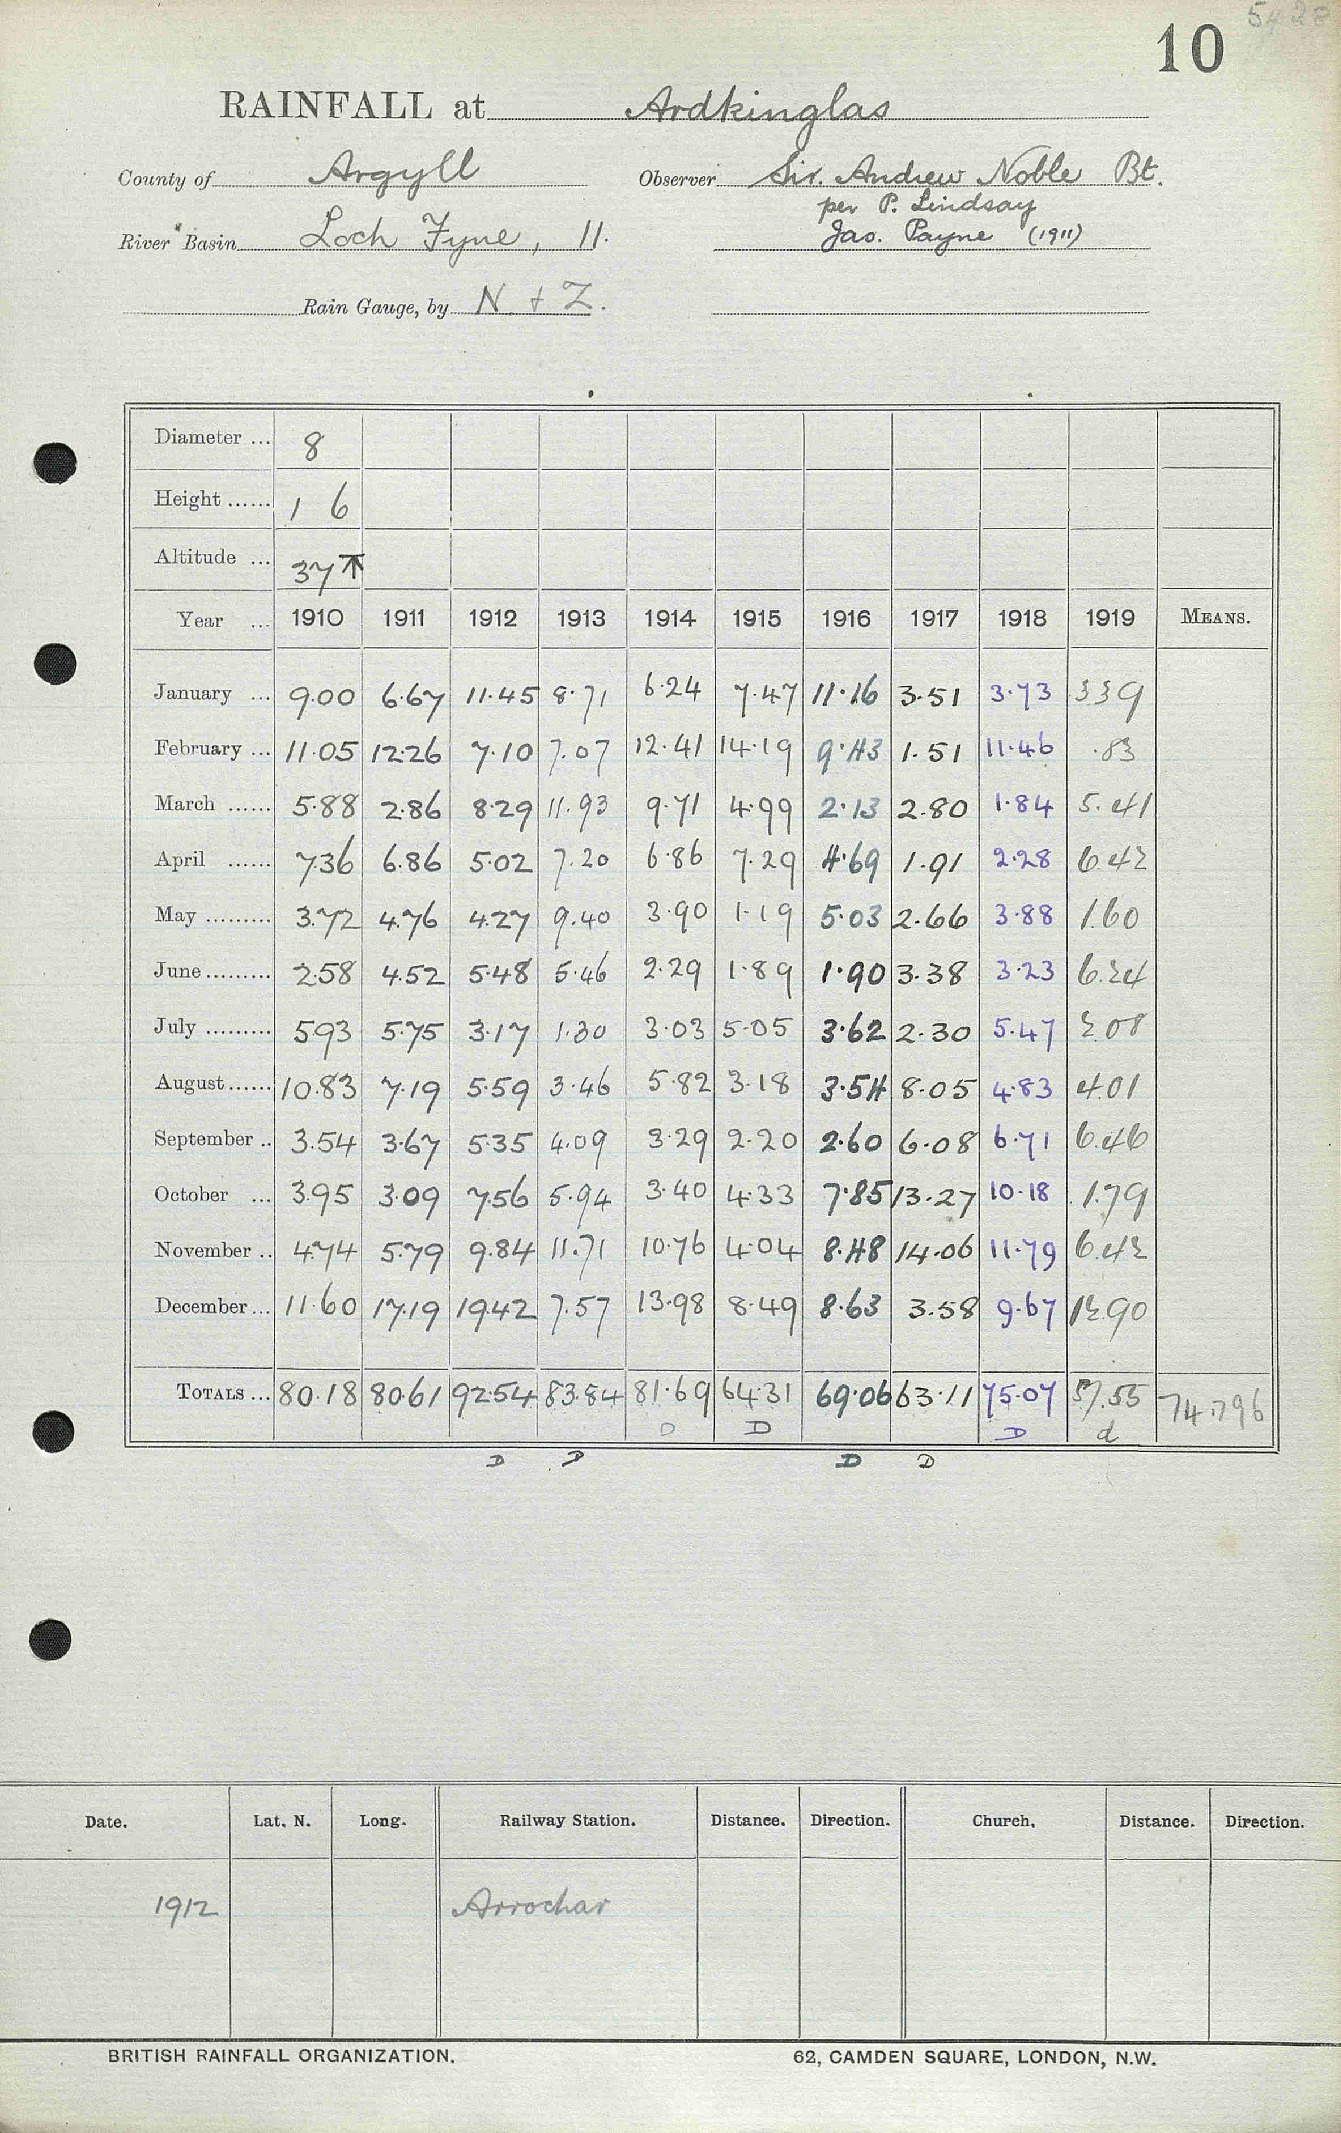 5428
10
RAINFALL at Ardkinglas
County of Argyll Observer Sir. Andrew Noble Bt.
per P. Lindsay
River Basin Loch Fyne, 11. Jas. Payne (1911)
Rain Gauge, by N + Z.
Diameter ... 8
Height ...... 1 6
Altitude ... 37 ↑
Year ... 1910 1911 1912 1913 1914 1915 1916 1917 1918 1919 MEANS.
January ... 9.00 6.67 11.45 8.71 6.24 7.47 11.16 3.51 3.73 3 39
February ... 11.05 12.26 7.10 7.07 12.41 14.19 9.43 1.51 11.46 .83
March ...... 5.88 2.86 8.29 11.93 9.71 4.99 2.13 2.80 1.84 5.41
April ...... 7.36 6.86 5.02 7.20 6.86 7.29 4.69 1.91 2.28 6.42
May ......... 3.72 4.76 4.27 9.40 3.90 1.19 5.03 2.66 3.88 1.60
June ......... 2.58 4.52 5.48 5.46 2.29 1.89 1.90 3.38 3.23 6.24
July ......... 5.93 5.75 3.17 1.30 3.03 5.05 3.62 2.30 5.47 2.08
August ...... 10.83 7.19 5.59 3.46 5.82 3.18 3.54 8.05 4.83 4.01
September .. 3.54 3.67 5.35 4.09 3.29 2.20 2.60 6.08 6.71 6.46
October ... 3.95 3.09 7.56 5.94 3.40 4.33 7.85 13.27 10.18 1.79
November .. 4.74 5.79 9.84 11.71 10.76 4.04 8.48 14.06 11.79 6.42
December ... 11.60 17.19 19.42 7.57 13.98 8.49 8.63 3.58 9.67 12.90
TOTALS ... 80.18 80.61 92.54 83.84 81.69 64.31 69.06 63.11 75.07 57.55 74.796
D D D d
D D D D
Date. Lat. N. Long. Railway Station. Distance. Direction. Church. Distance. Direction.
1912 Arrochar
BRITISH RAINFALL ORGANIZATION. 62, CAMDEN SQUARE, LONDON, N.W.